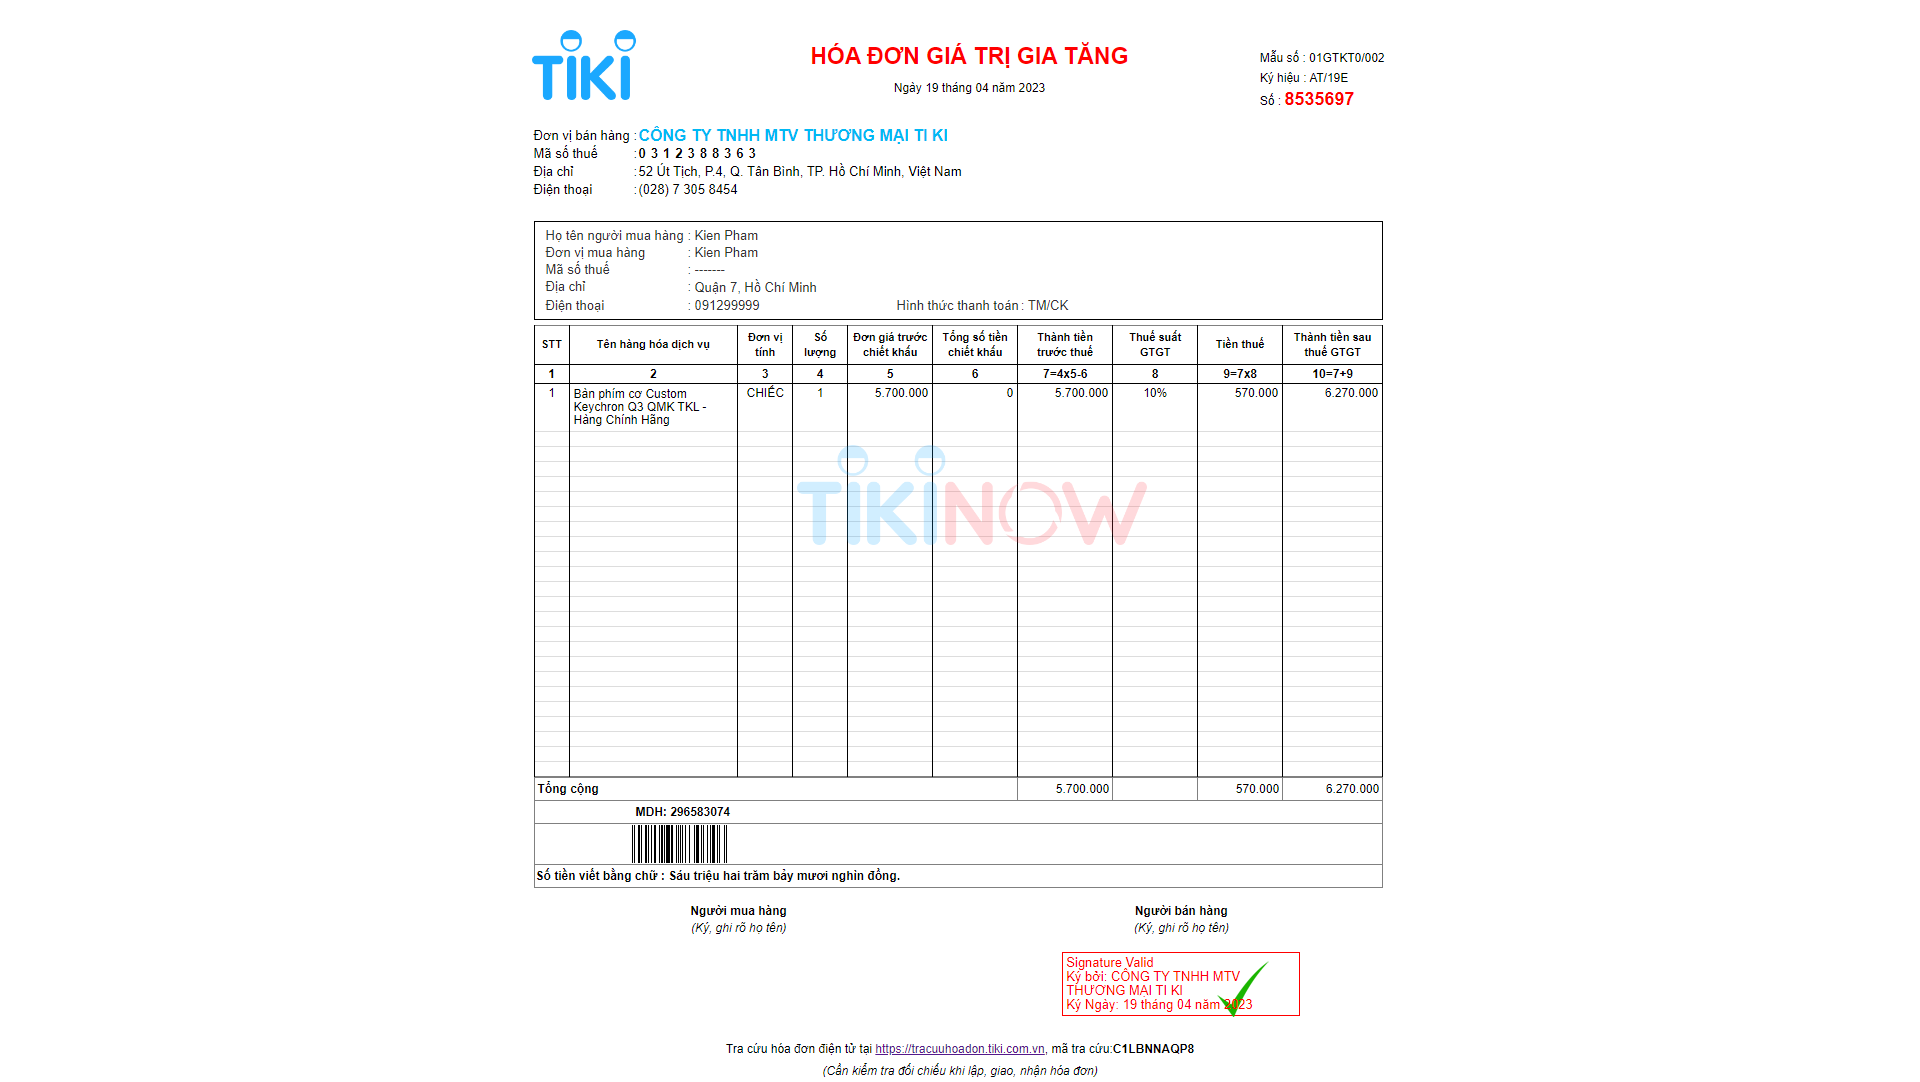 TIKI
HÓA ĐƠN GIÁ TRỊ GIA TĂNG
Ngày 19 tháng 04 năm 2023
Mẫu số : 01GTKT0/002
Ký hiệu : AT/19E
Số : 8535697
Đơn vị bán hàng : CÔNG TY TNHH MTV THƯƠNG MẠI TI KI
Mã số thuế : 0 3 1 2 3 8 8 3 6 3
Địa chỉ : 52 Út Tịch, P.4, Q. Tân Bình, TP. Hồ Chí Minh, Việt Nam
Điện thoại : (028) 7 305 8454
Họ tên người mua hàng : Kien Pham
Đơn vị mua hàng : Kien Pham
Mã số thuế : -------
Địa chỉ : Quận 7, Hồ Chí Minh
Điện thoại : 091299999 Hình thức thanh toán : TM/CK
STT Tên hàng hóa dịch vụ Đơn vị tính Số lượng Đơn giá trước chiết khấu Tổng số tiền chiết khấu Thành tiền trước thuế Thuế suất GTGT Tiền thuế Thành tiền sau thuế GTGT
1 2 3 4 5 6 7=4x5-6 8 9=7x8 10=7+9
1 Bàn phím cơ Custom CHIẾC 1 5.700.000 0 5.700.000 10% 570.000 6.270.000
Keychron Q3 QMK TKL -
Hàng Chính Hãng
TIKINOW
Tổng cộng 5.700.000 570.000 6.270.000
MDH: 296583074
Số tiền viết bằng chữ : Sáu triệu hai trăm bảy mươi nghìn đồng.
Người mua hàng Người bán hàng
(Ký, ghi rõ họ tên) (Ký, ghi rõ họ tên)
Signature Valid
Ký bởi: CÔNG TY TNHH MTV
THƯƠNG MẠI TI KI
Ký Ngày: 19 tháng 04 năm 2023
Tra cứu hóa đơn điện tử tại https://tracuuhoadon.tiki.com.vn, mã tra cứu:C1LBNNAQP8
(Cần kiểm tra đối chiếu khi lập, giao, nhận hóa đơn)